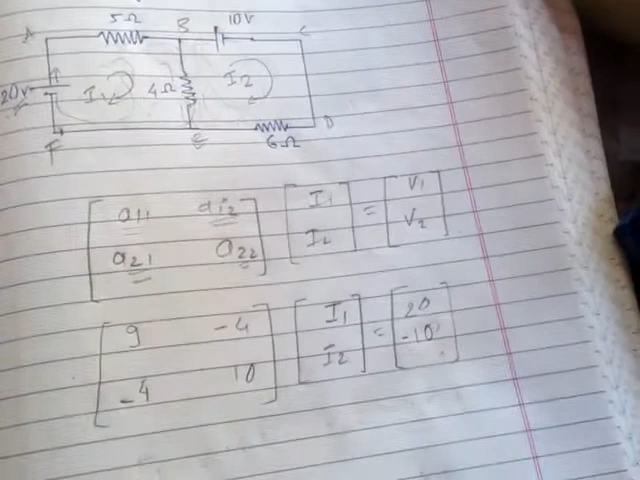 5Ω 10V
A B C
20V I1 4Ω I2
F E 6Ω D
a11 a12 I1 = V1
a21 a22 I2 V2
9 -4 I1 = 20
-4 10 I2 -10